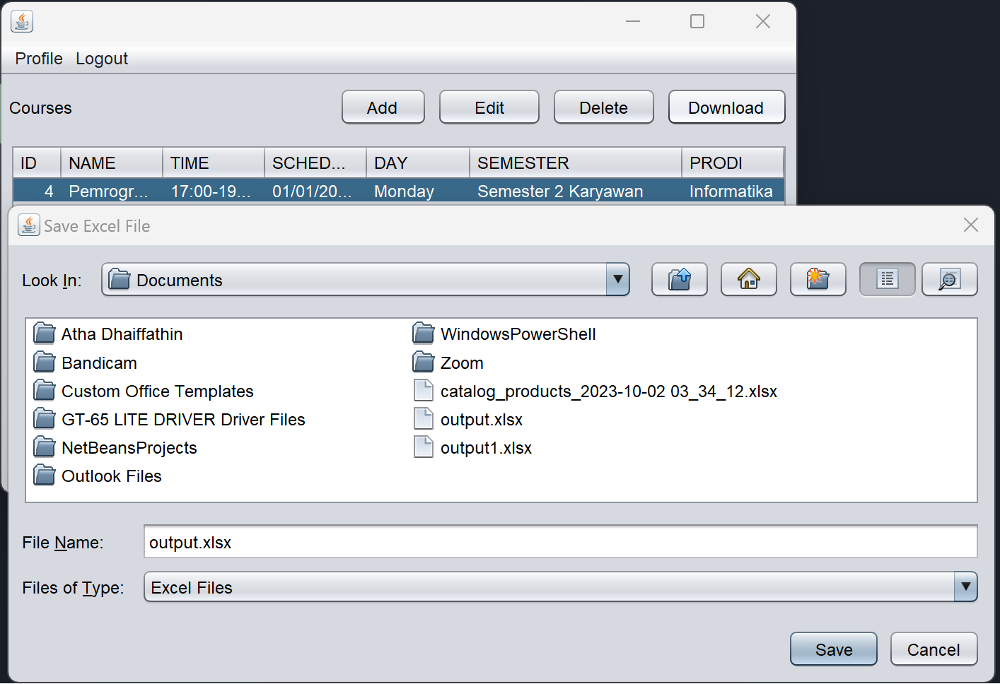 Profile Logout
Courses Add Edit Delete Download
ID NAME TIME SCHED... DAY SEMESTER PRODI
4 Pemrogr... 17:00-19... 01/01/20... Monday Semester 2 Karyawan Informatika
Save Excel File
Look In: Documents
Atha Dhaiffathin
Bandicam
Custom Office Templates
GT-65 LITE DRIVER Driver Files
NetBeansProjects
Outlook Files
WindowsPowerShell
Zoom
catalog_products_2023-10-02 03_34_12.xlsx
output.xlsx
output1.xlsx
File Name: output.xlsx
Files of Type: Excel Files
Save Cancel